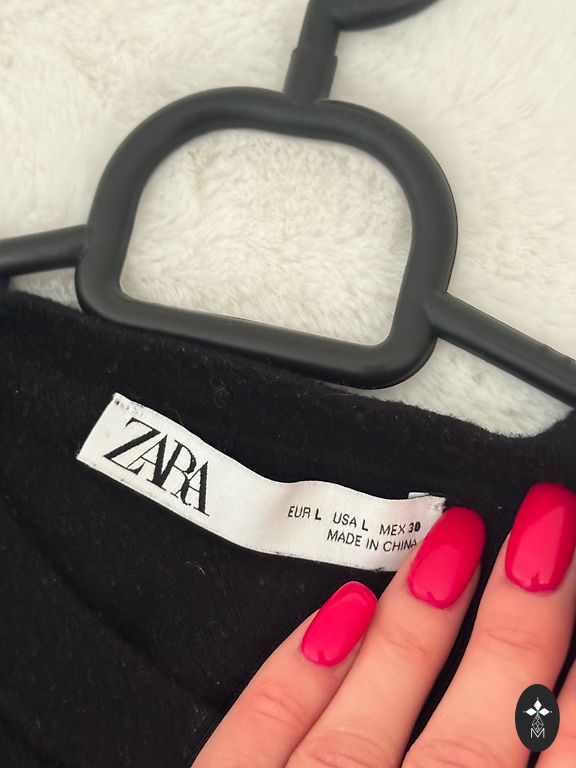 ZARA
EUR L USA L MEX 30
MADE IN CHINA
M